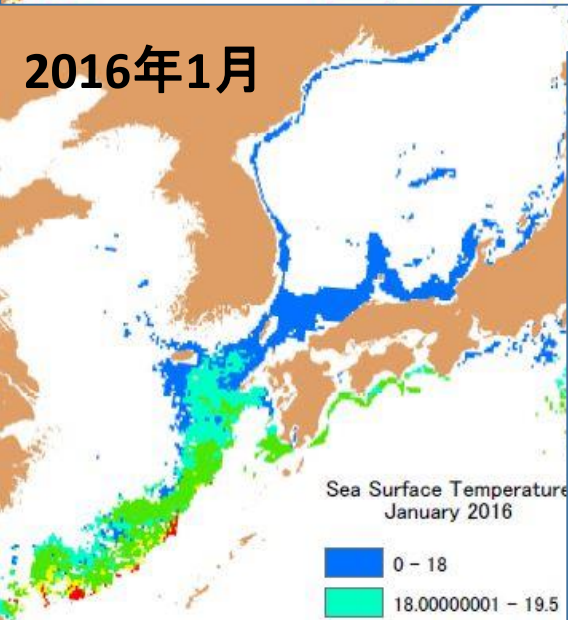 2016年1月
Sea Surface Temperature
January 2016
0 - 18
18.00000001 - 19.5